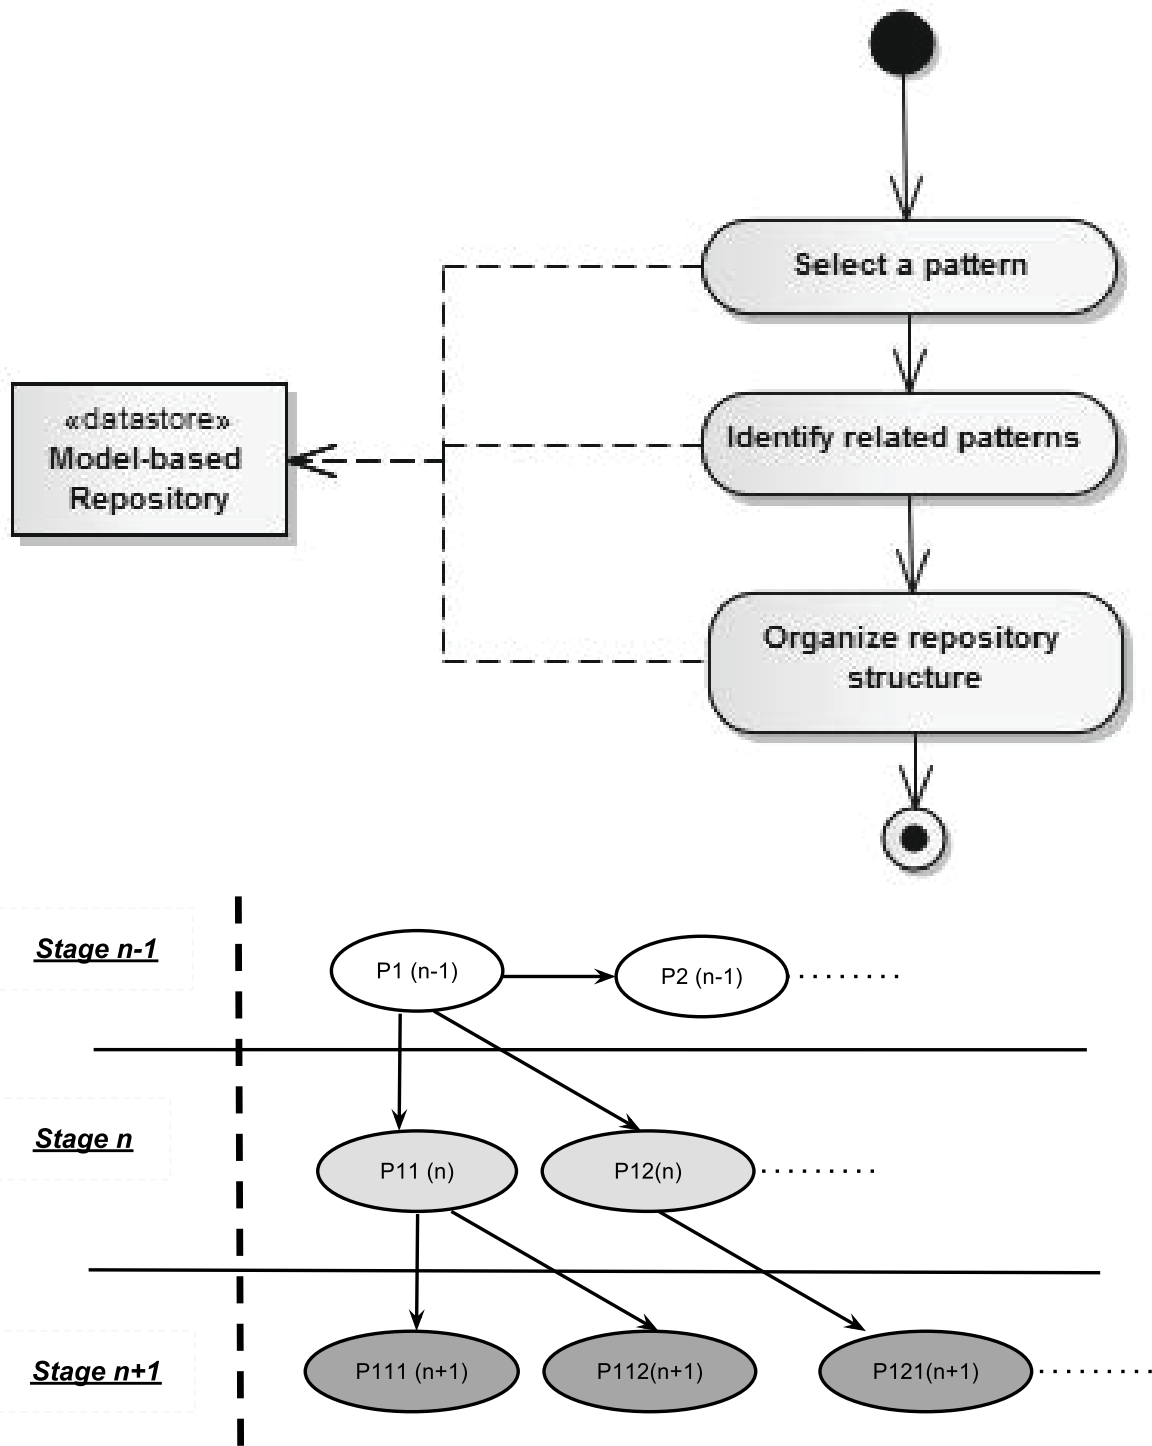 Select a pattern
«datastore»
Model-based
Repository
Identify related patterns
Organize repository
structure
Stage n-1
P1 (n-1)
P2 (n-1)
Stage n
P11 (n)
P12(n)
Stage n+1
P111 (n+1)
P112(n+1)
P121(n+1)